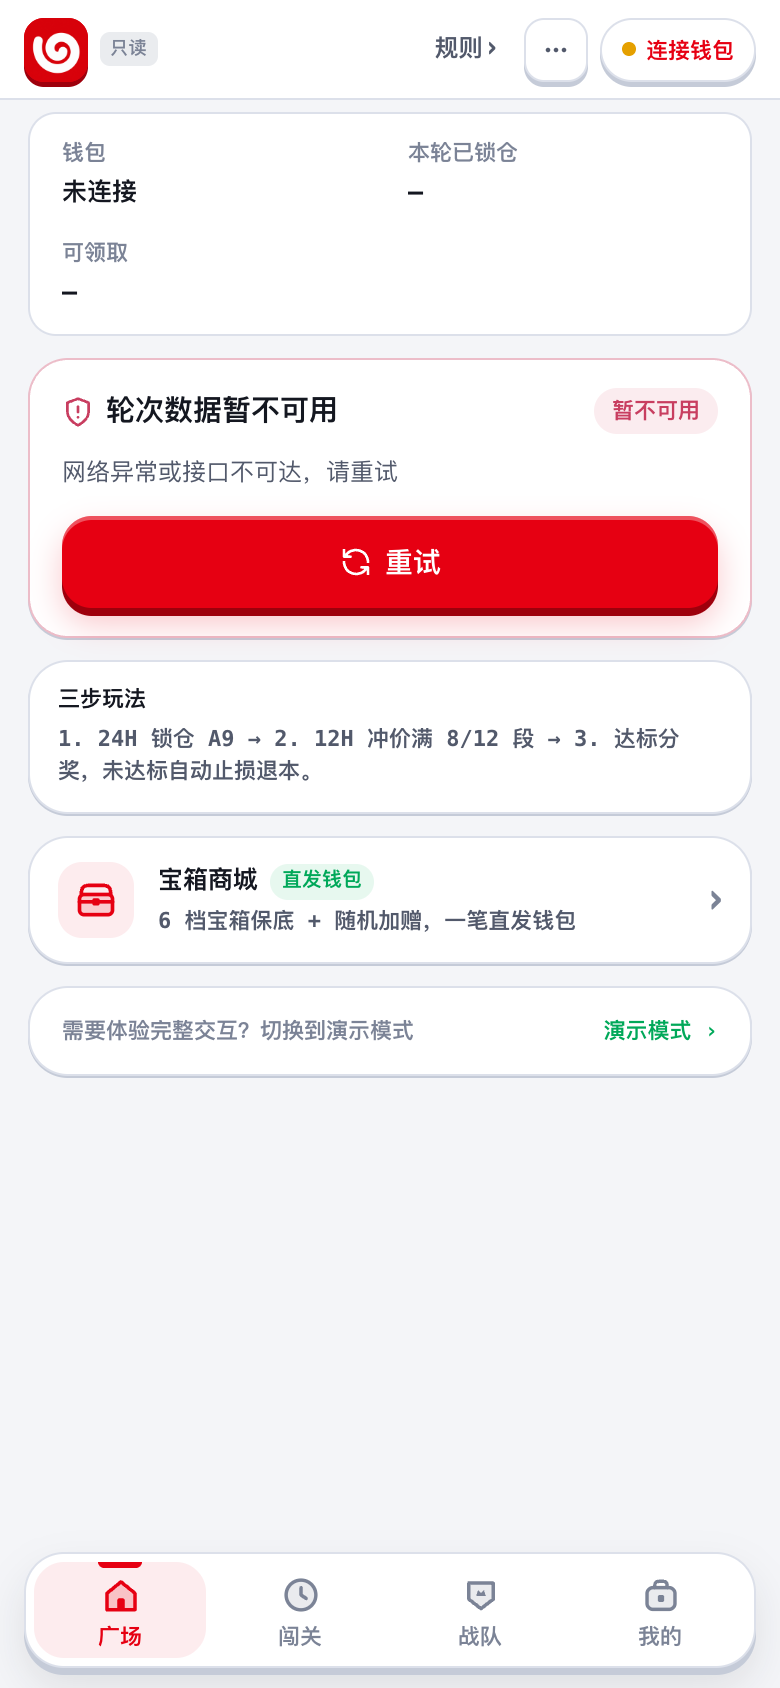 只读
规则 ›
···
连接钱包
钱包
未连接
本轮已锁仓
—
可领取
—
轮次数据暂不可用
暂不可用
网络异常或接口不可达，请重试
重试
三步玩法
1. 24H 锁仓 A9 → 2. 12H 冲价满 8/12 段 → 3. 达标分
奖，未达标自动止损退本。
宝箱商城
直发钱包
6 档宝箱保底 + 随机加赠，一笔直发钱包
需要体验完整交互？切换到演示模式
演示模式 ›
广场
闯关
战队
我的